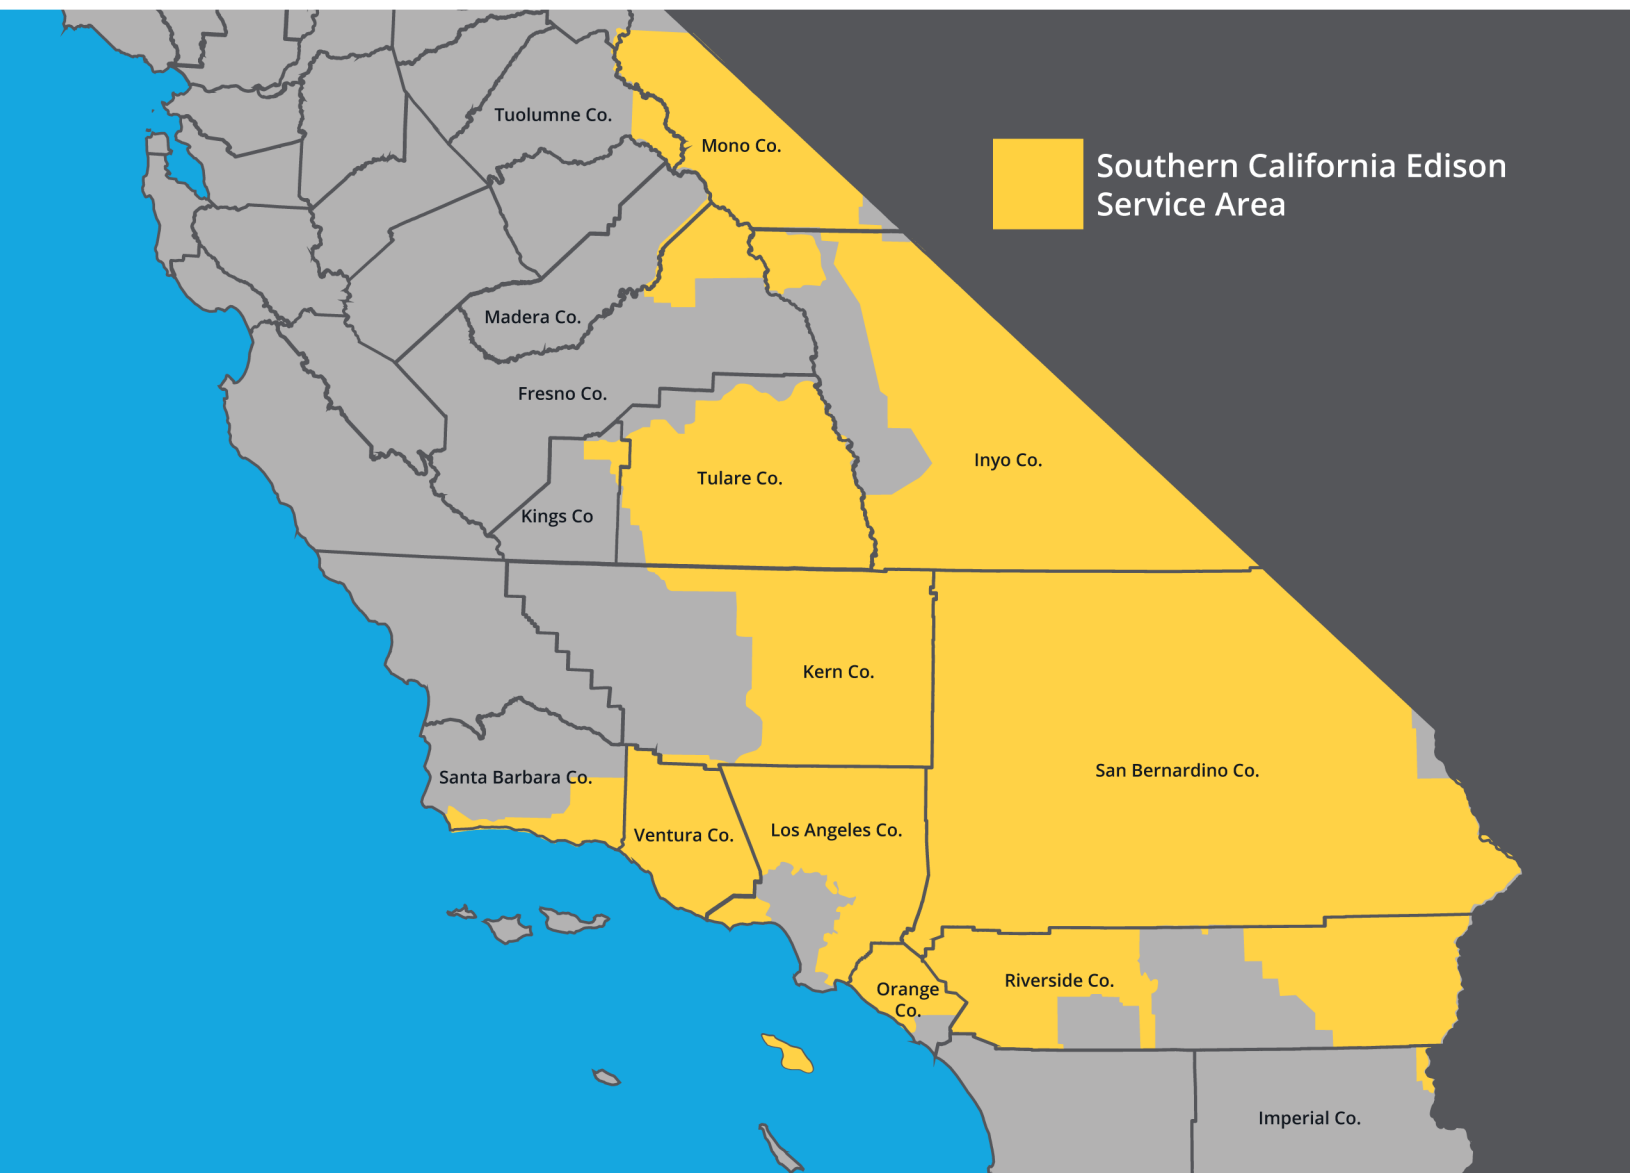 Tuolumne Co.
Mono Co.
Southern California Edison
Service Area
Madera Co.
Fresno Co.
Inyo Co.
Tulare Co.
Kings Co
Kern Co.
San Bernardino Co.
Santa Barbara Co.
Ventura Co.
Los Angeles Co.
Riverside Co.
Orange
Co.
Imperial Co.